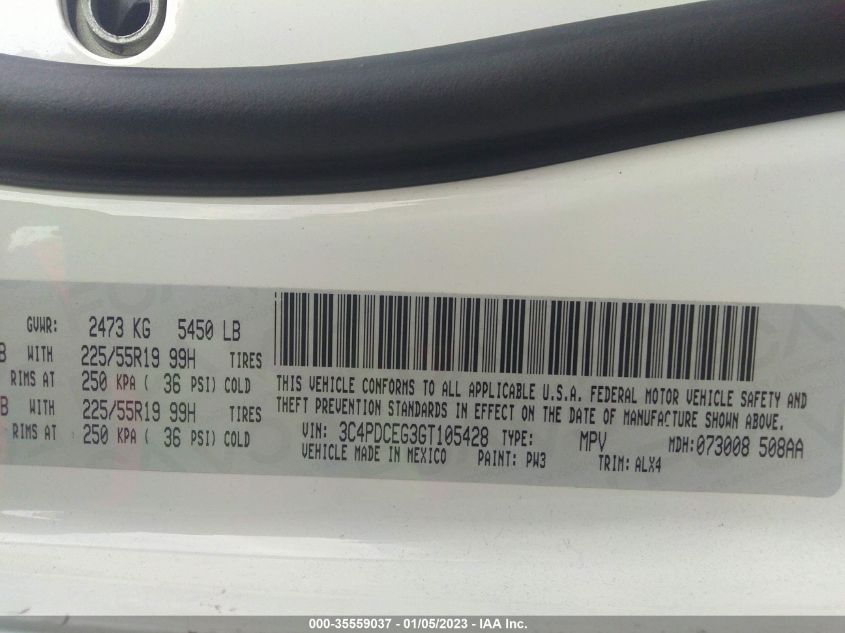 GVWR: 2473 KG 5450 LB
B WITH 225/55R19 99H TIRES
RIMS AT 250 KPA ( 36 PSI) COLD
B WITH 225/55R19 99H TIRES
RIMS AT 250 KPA ( 36 PSI) COLD
THIS VEHICLE CONFORMS TO ALL APPLICABLE U.S.A. FEDERAL MOTOR VEHICLE SAFETY AND
THEFT PREVENTION STANDARDS IN EFFECT ON THE DATE OF MANUFACTURE SHOWN ABOVE.
VIN: 3C4PDCEG3GT105428 TYPE: MPV MDH:073008 508AA
VEHICLE MADE IN MEXICO PAINT: PW3 TRIM: ALX4
000-35559037 - 01/05/2023 - IAA Inc.